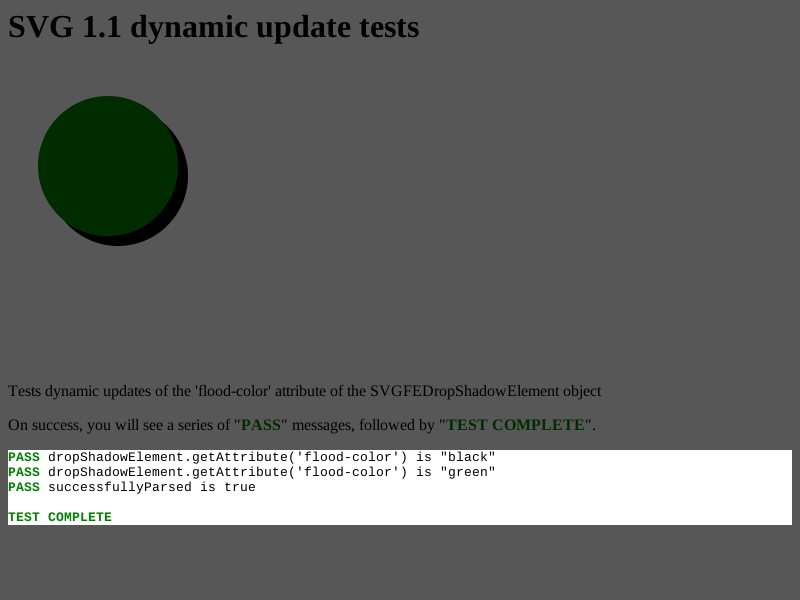 SVG 1.1 dynamic update tests
Tests dynamic updates of the 'flood-color' attribute of the SVGFEDropShadowElement object
On success, you will see a series of "PASS" messages, followed by "TEST COMPLETE".
PASS dropShadowElement.getAttribute('flood-color') is "black"
PASS dropShadowElement.getAttribute('flood-color') is "green"
PASS successfullyParsed is true
TEST COMPLETE